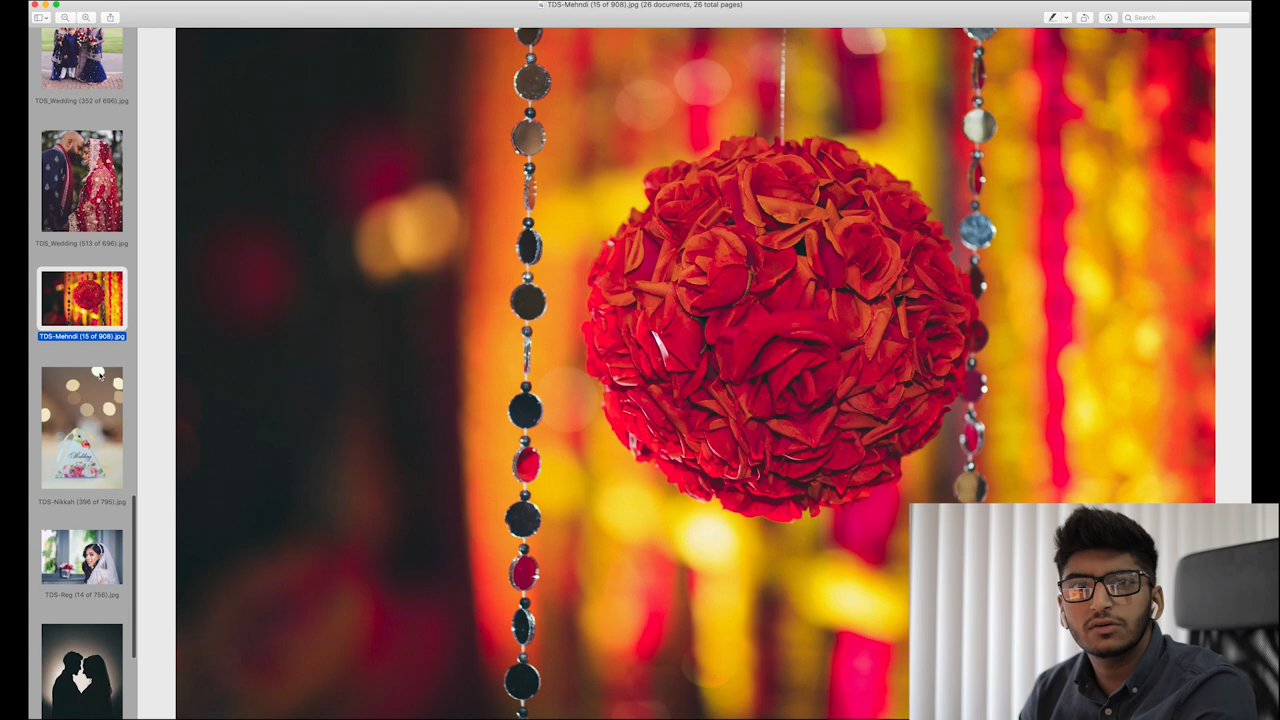 TDS-Mehndi (15 of 908).jpg (26 documents, 26 total pages)
Search
TDS_Wedding (352 of 696).jpg
TDS_Wedding (513 of 696).jpg
TDS-Mehndi (15 of 908).jpg
Wedding
TDS-Nikkah (396 of 795).jpg
TDS-Reg (14 of 756).jpg